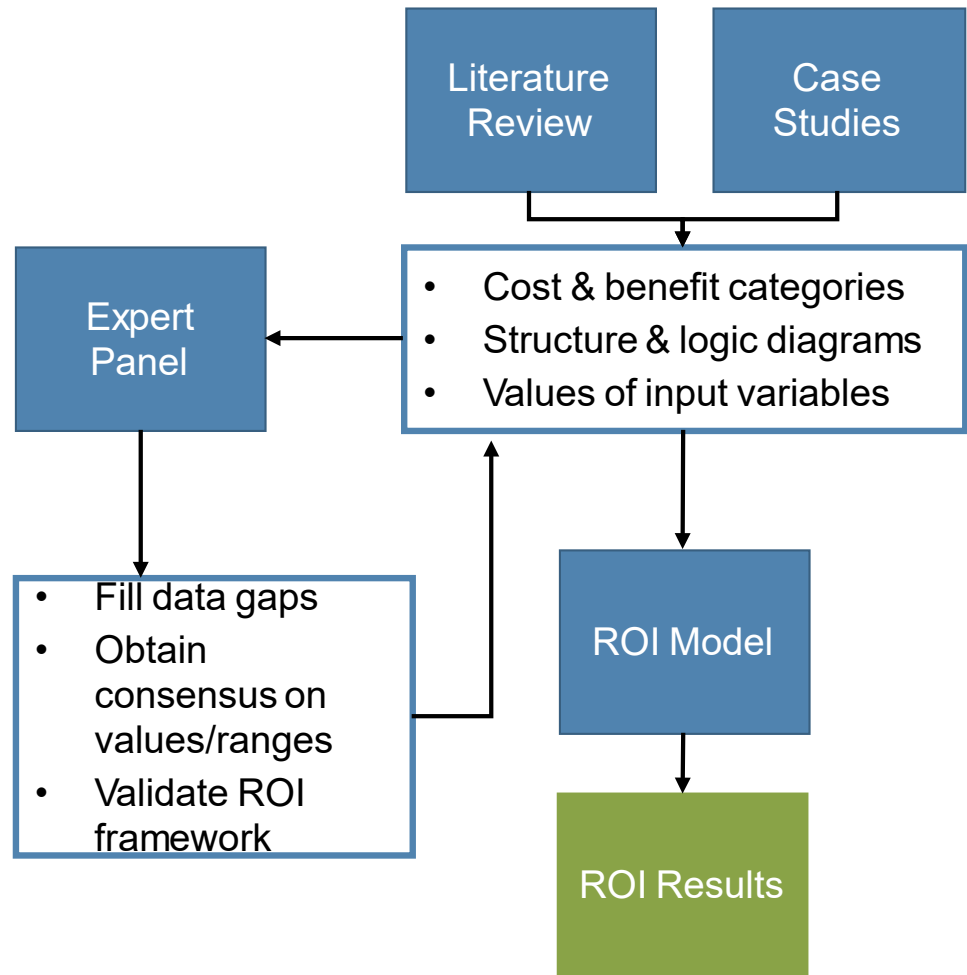 Literature
Review
Case
Studies
Expert
Panel
• Cost & benefit categories
• Structure & logic diagrams
• Values of input variables
• Fill data gaps
• Obtain
consensus on
values/ranges
• Validate ROI
framework
ROI Model
ROI Results